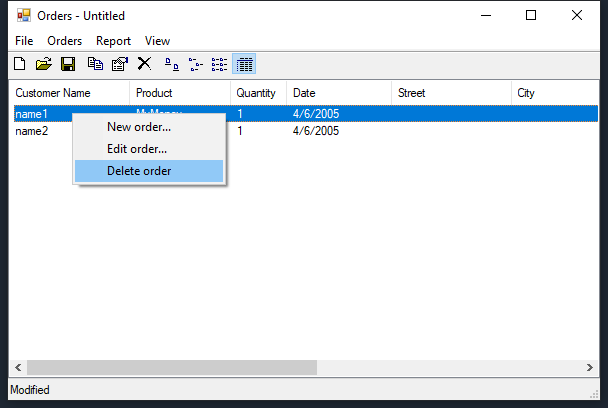 Orders - Untitled
File Orders Report View
Customer Name Product Quantity Date Street City
name1 MyMoney 1 4/6/2005
name2 1 4/6/2005
New order...
Edit order...
Delete order
Modified